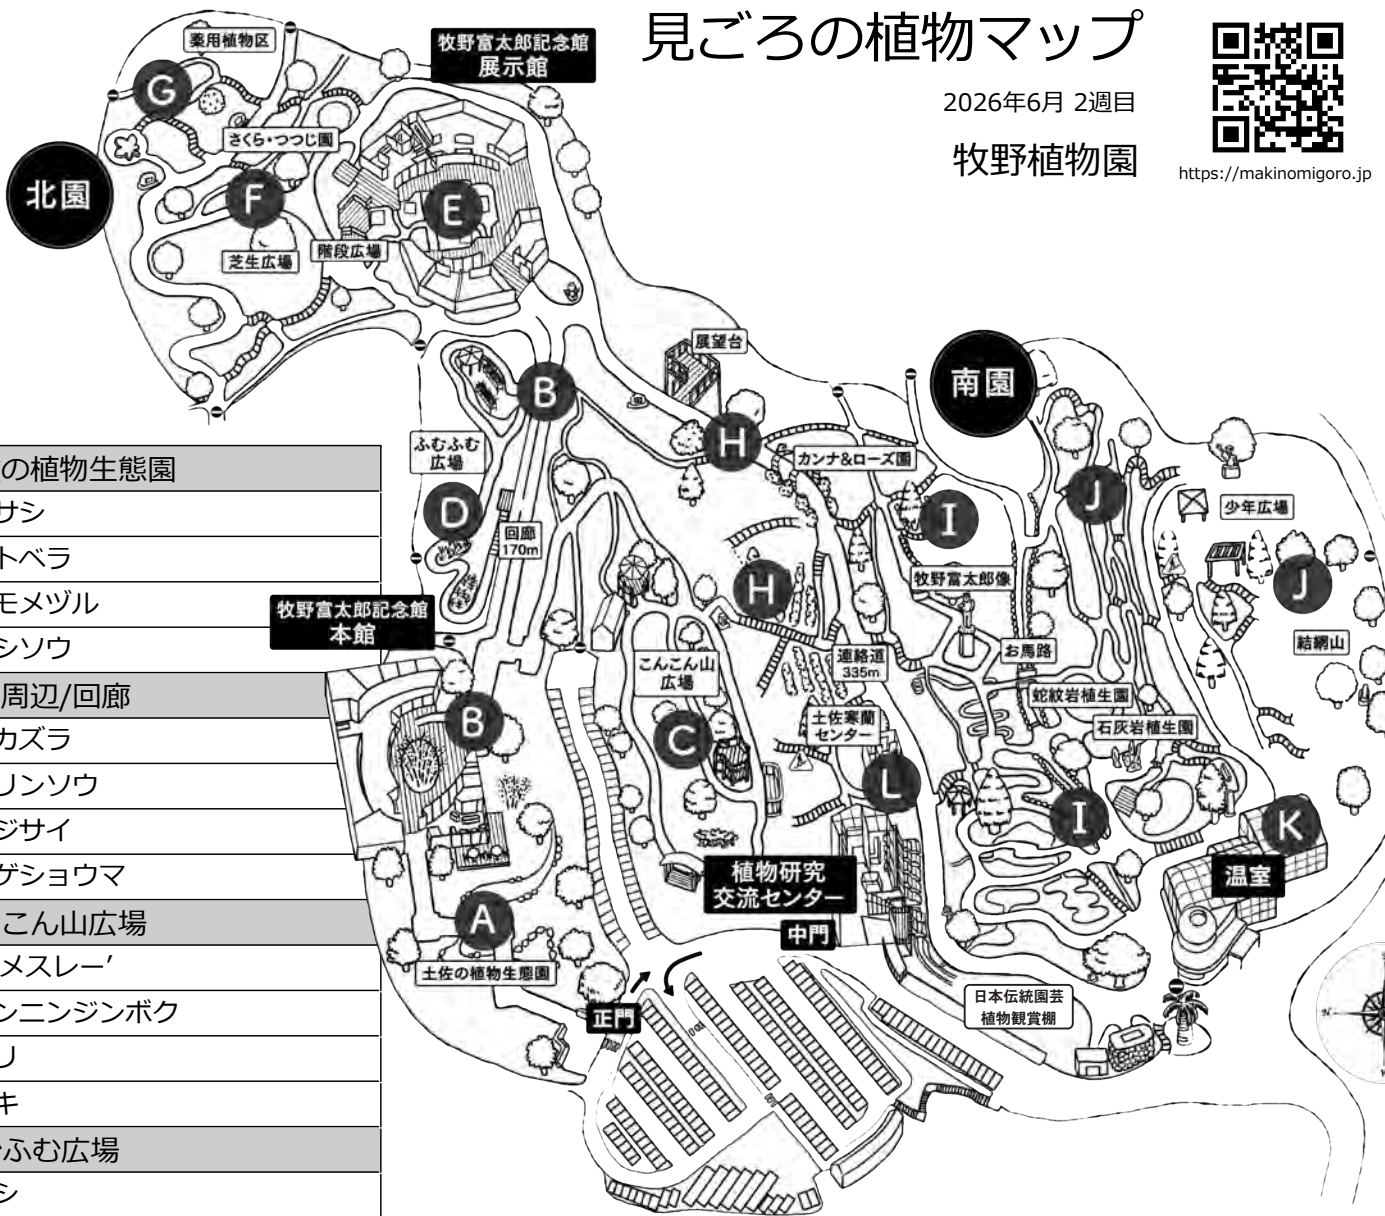 見ごろの植物マップ
2026年6月 2週目
牧野植物園
https://makinomigoro.jp
薬用植物区
牧野富太郎記念館
展示館
G
さくら・つつじ園
北園
F
E
階段広場
芝生広場
展望台
南園
B
H
ふむふむ
広場
カンナ&ローズ園
D
回廊
170m
I
J
少年広場
牧野富太郎像
H
J
牧野富太郎記念館
本館
お馬路
結網山
こんこん山
広場
連絡道
335m
蛇紋岩植生園
石灰岩植生園
B
C
土佐寒蘭
センター
L
I
K
温室
植物研究
交流センター
中門
A
土佐の植物生態園
正門
日本伝統園芸
植物観賞棚
の植物生態園
サシ
トベラ
モメヅル
シソウ
周辺/回廊
カズラ
リンソウ
ジサイ
ゲショウマ
こん山広場
メスレー’
ンニンジンボク
リ
キ
ふむ広場
シ